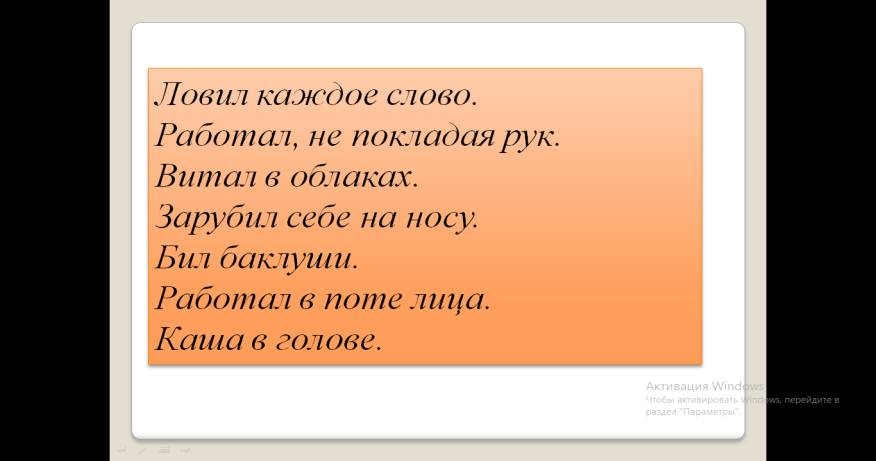 Ловил каждое слово.
Работал, не покладая рук.
Витал в облаках.
Зарубил себе на носу.
Бил баклуши.
Работал в поте лица.
Каша в голове.
Активация Windows
Чтобы активировать Windows, перейдите в
раздел "Параметры".